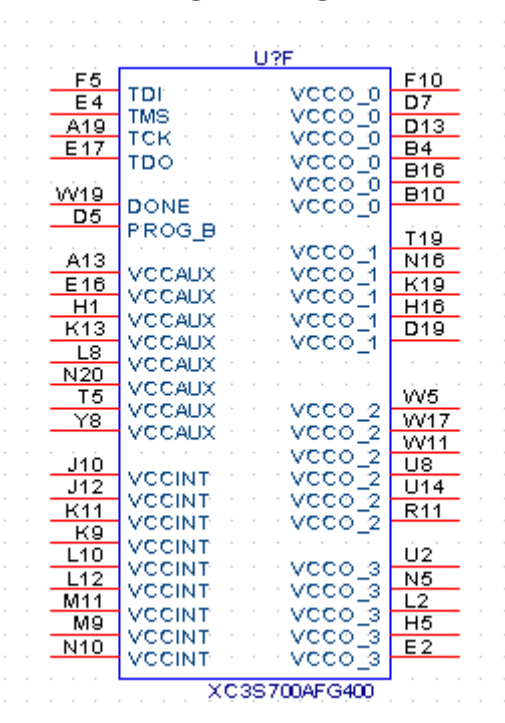 U?F
F5 TDI VCCO_0 F10
E4 TMS VCCO_0 D7
A19 TCK VCCO_0 D13
E17 TDO VCCO_0 B4
VCCO_0 B16
W19 DONE VCCO_0 B10
D5 PROG_B
VCCO_1 T19
A13 VCCAUX VCCO_1 N16
E16 VCCAUX VCCO_1 K19
H1 VCCAUX VCCO_1 H16
K13 VCCAUX VCCO_1 D19
L8 VCCAUX
N20 VCCAUX
T5 VCCAUX VCCO_2 W5
Y8 VCCAUX VCCO_2 W17
VCCO_2 W11
J10 VCCINT VCCO_2 U8
J12 VCCINT VCCO_2 U14
K11 VCCINT VCCO_2 R11
K9 VCCINT
L10 VCCINT VCCO_3 U2
L12 VCCINT VCCO_3 N5
M11 VCCINT VCCO_3 L2
M9 VCCINT VCCO_3 H5
N10 VCCINT VCCO_3 E2
XC3S700AFG400